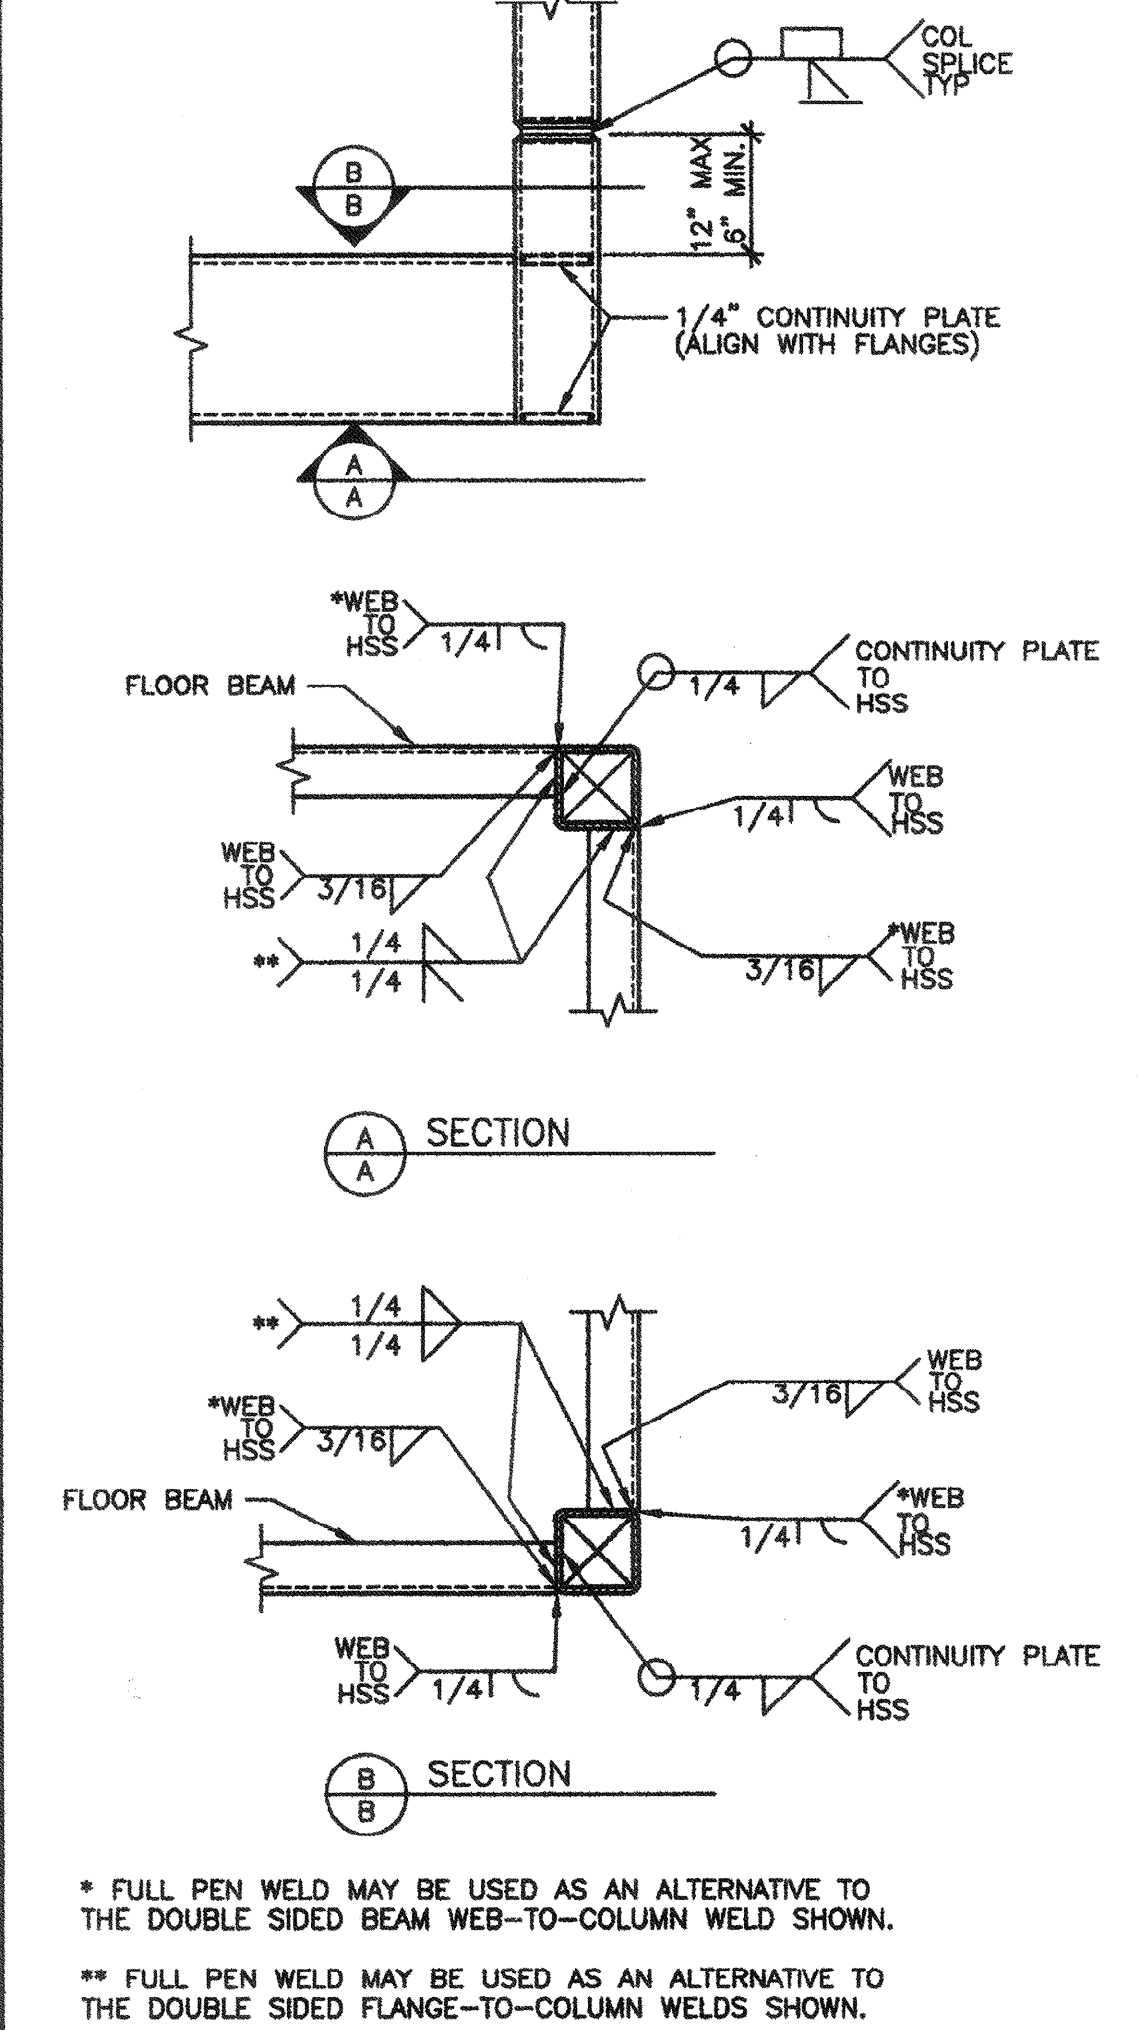 COL
SPLICE
TYP
B
B
12" MAX
6" MIN.
1/4" CONTINUITY PLATE
(ALIGN WITH FLANGES)
A
A
*WEB
TO
HSS
1/4
FLOOR BEAM
1/4
CONTINUITY PLATE
TO
HSS
1/4
WEB
TO
HSS
WEB
TO
HSS
3/16
**
1/4
1/4
3/16
*WEB
TO
HSS
A
A
SECTION
**
1/4
1/4
3/16
WEB
TO
HSS
*WEB
TO
HSS
3/16
FLOOR BEAM
1/4
*WEB
TO
HSS
WEB
TO
HSS
1/4
1/4
CONTINUITY PLATE
TO
HSS
B
B
SECTION
* FULL PEN WELD MAY BE USED AS AN ALTERNATIVE TO
THE DOUBLE SIDED BEAM WEB-TO-COLUMN WELD SHOWN.
** FULL PEN WELD MAY BE USED AS AN ALTERNATIVE TO
THE DOUBLE SIDED FLANGE-TO-COLUMN WELDS SHOWN.